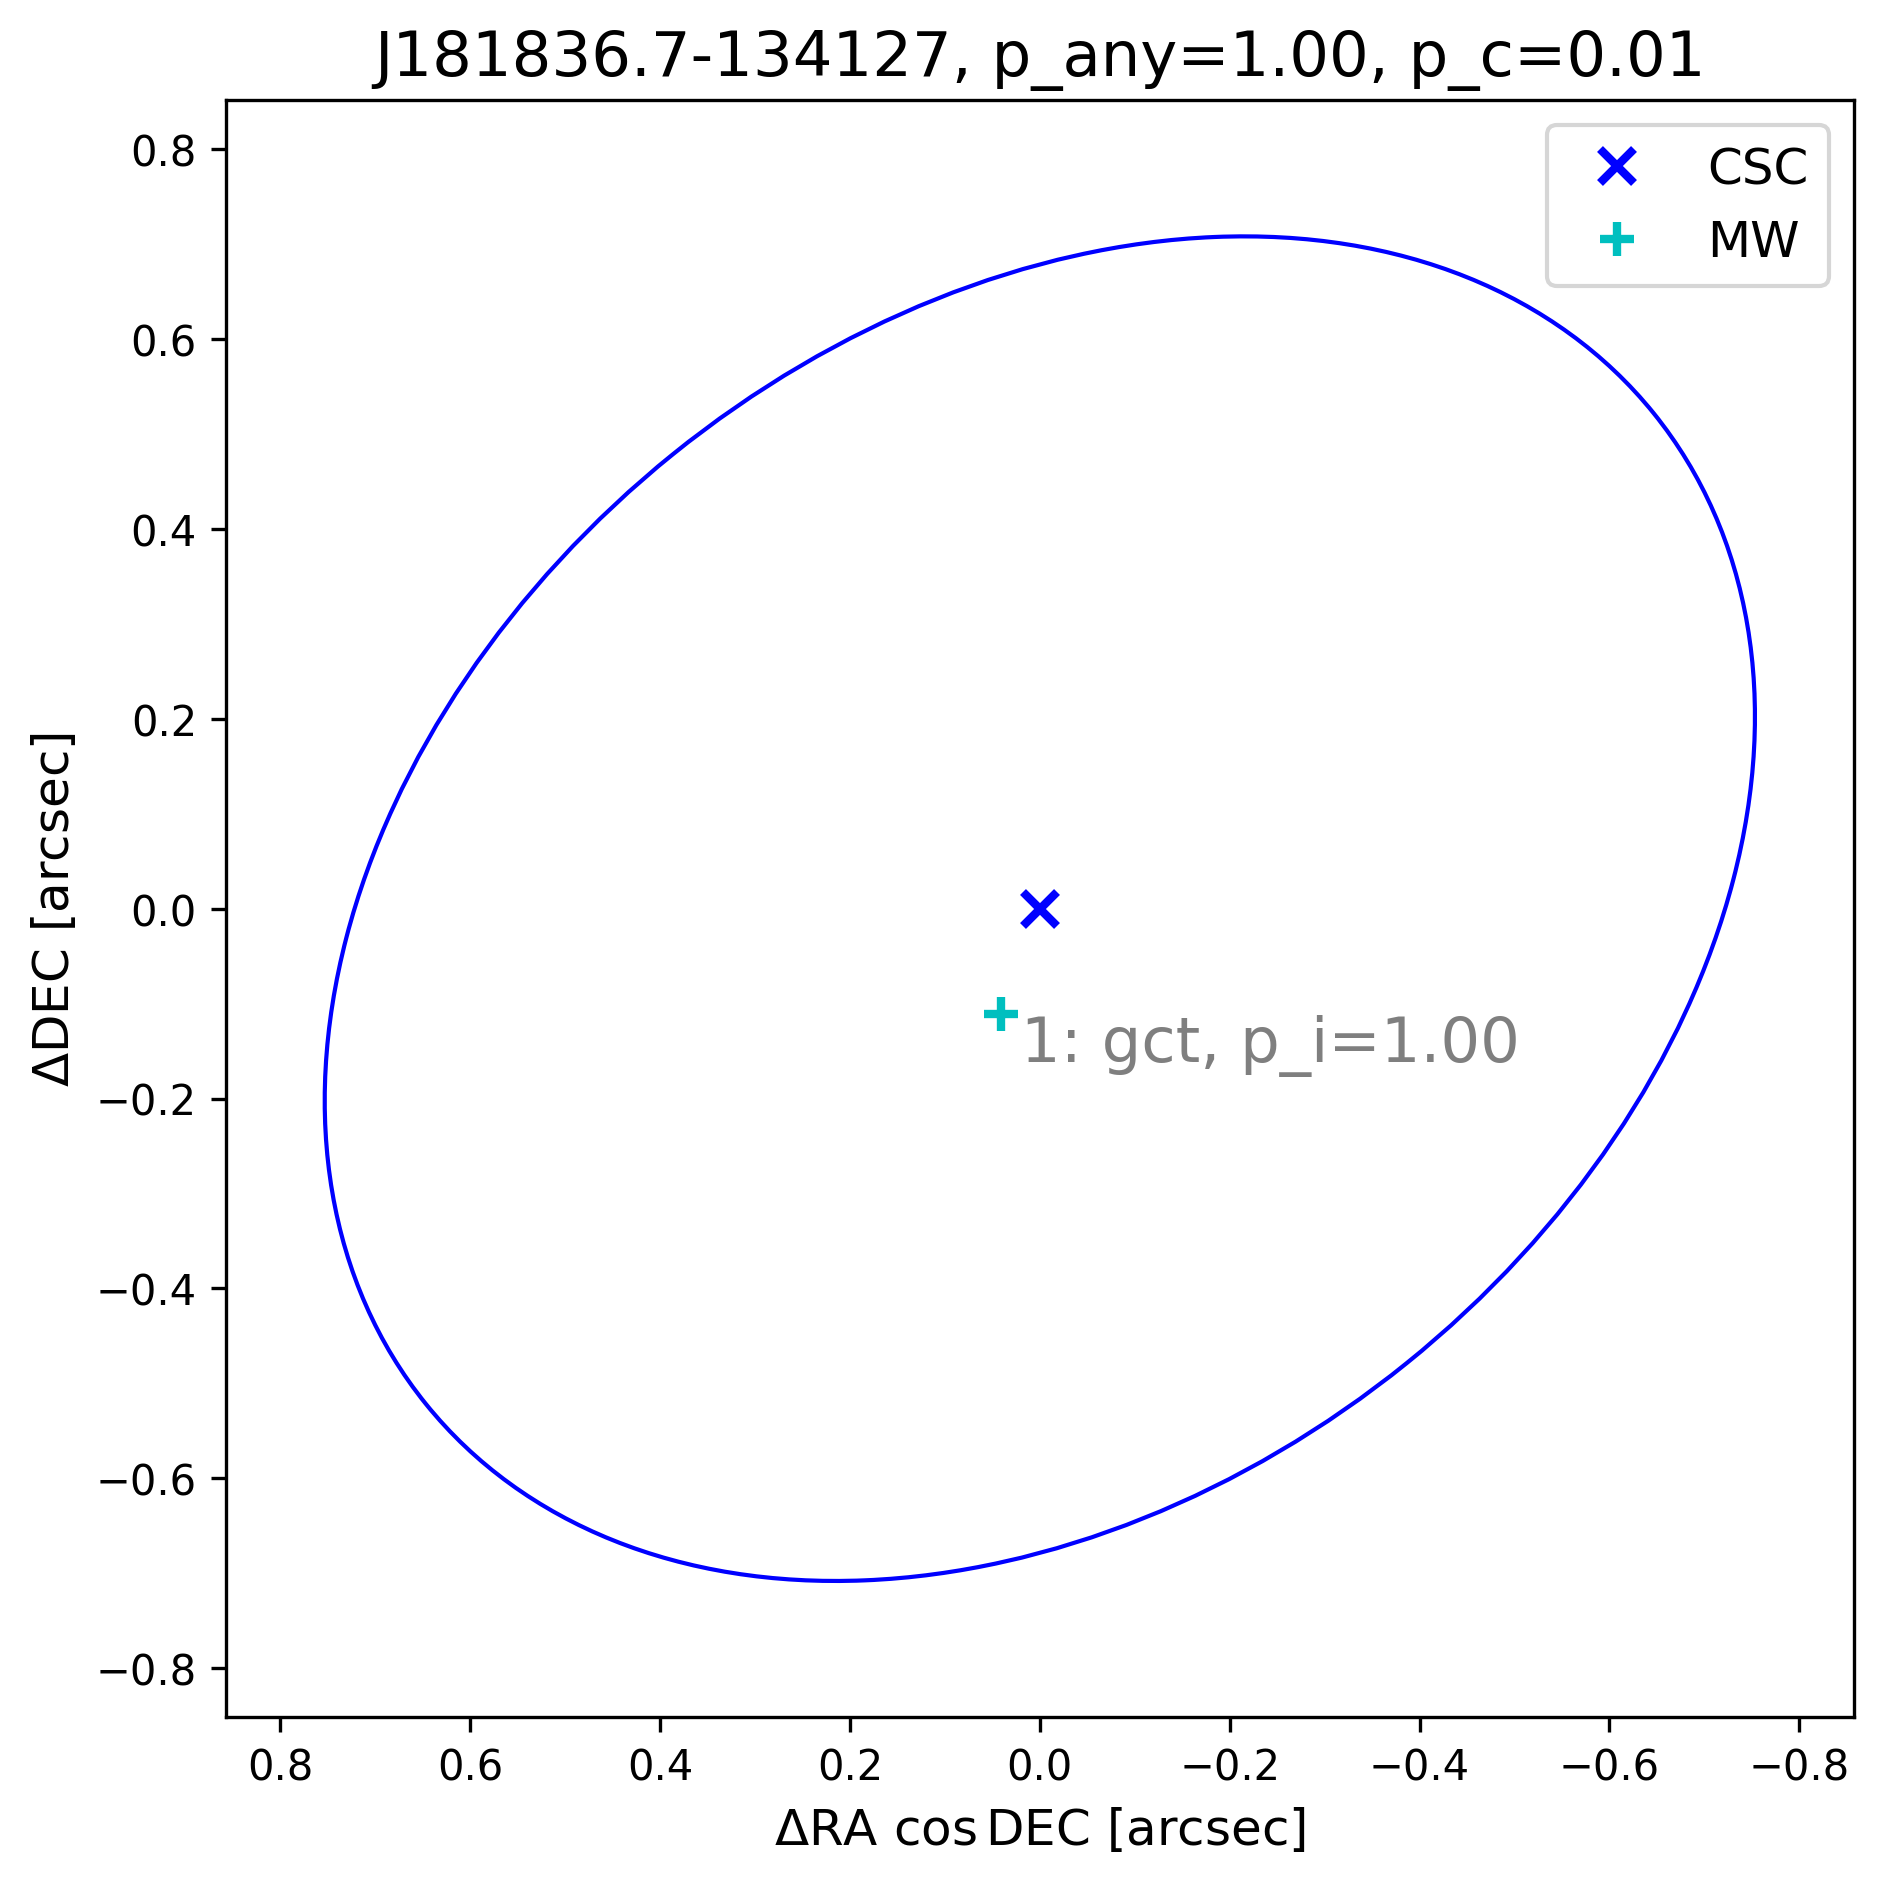 J181836.7-134127, p_any=1.00, p_c=0.01
CSC
MW
0.8
0.6
0.4
0.2
0.0
−0.2
−0.4
−0.6
−0.8
ΔDEC [arcsec]
1: gct, p_i=1.00
0.8 0.6 0.4 0.2 0.0 −0.2 −0.4 −0.6 −0.8
ΔRA cos DEC [arcsec]